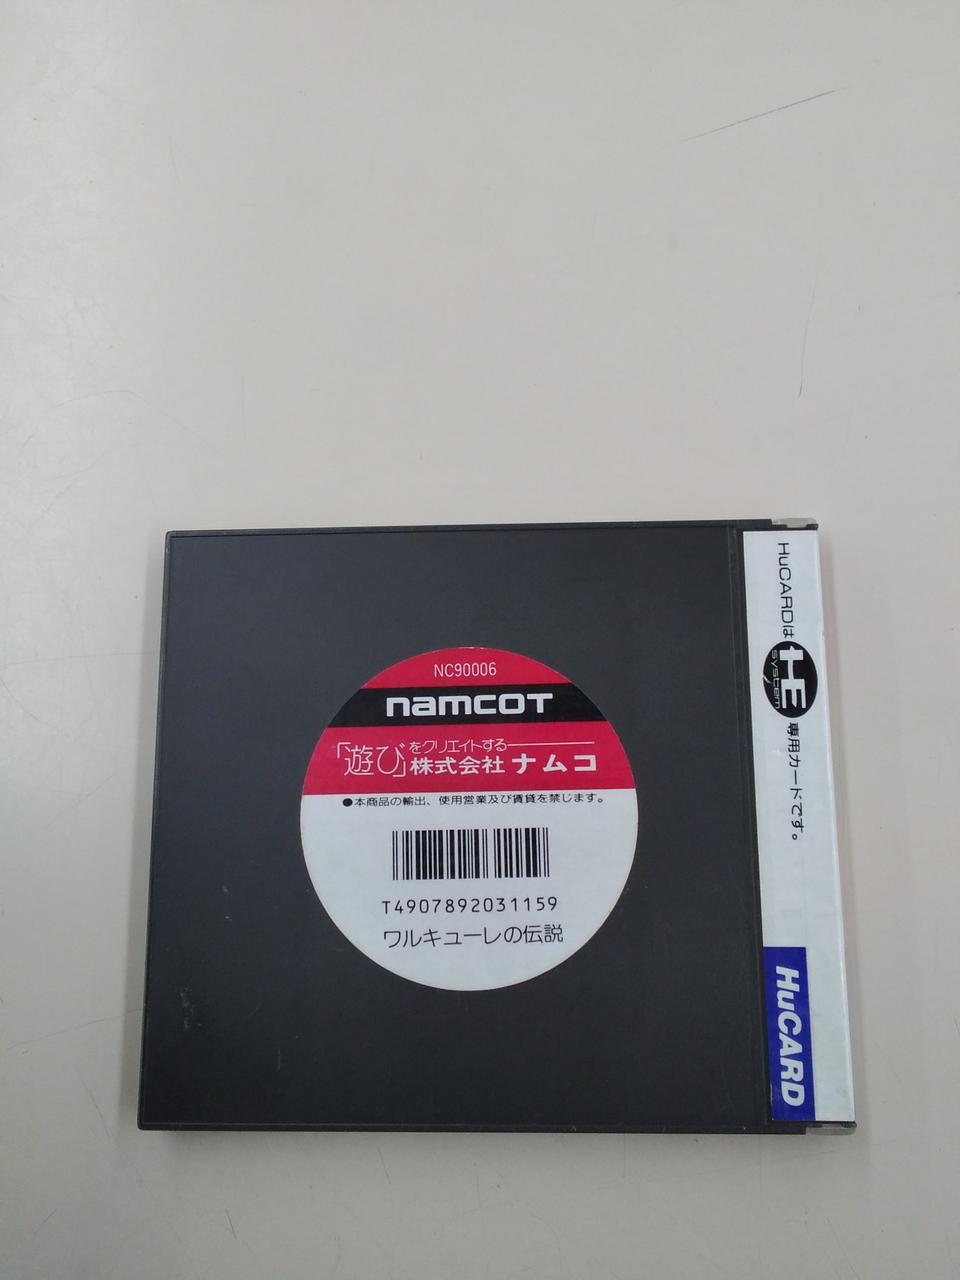 NC90006
namcot
「遊び」をクリエイトする
株式会社ナムコ
●本商品の輸出、使用営業及び賃貸を禁じます。
T4907892031159
ワルキューレの伝説
HuCARDは HE SYSTEM 専用カードです。
HuCARD